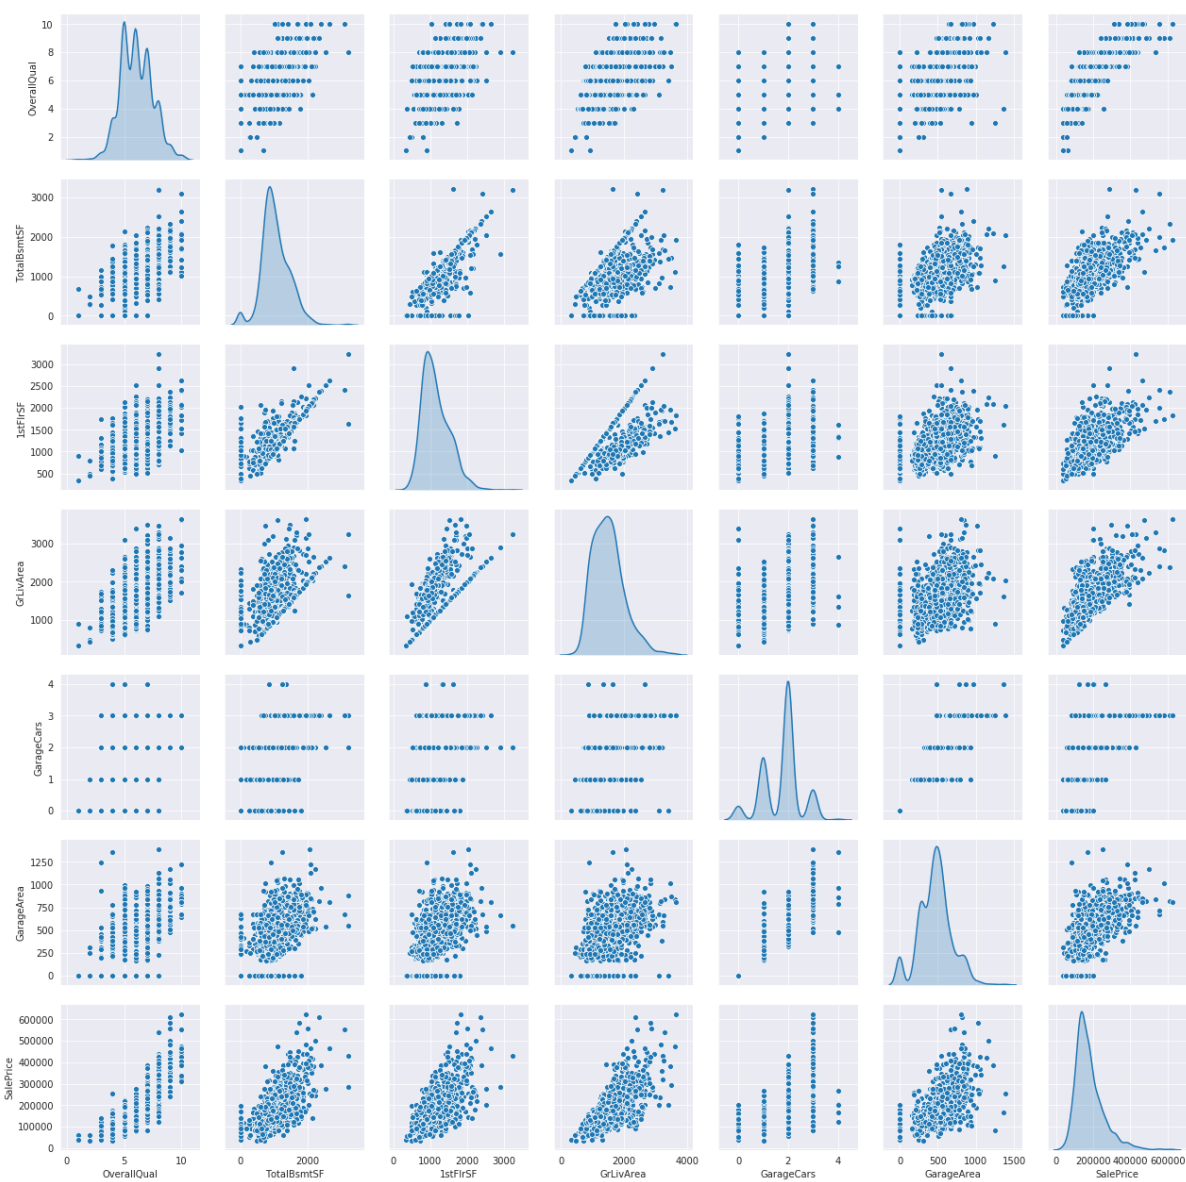 10
8
6
4
2
OverallQual
3000
2000
1000
0
TotalBsmtSF
3000
2500
2000
1500
1000
500
1stFlrSF
3000
2000
1000
GrLivArea
4
3
2
1
0
GarageCars
1250
1000
750
500
250
0
GarageArea
600000
500000
400000
300000
200000
100000
0
SalePrice
0 5 10
0 2000
0 1000 2000 3000
0 2000 4000
0 2 4
0 500 1000 1500
0 200000 400000 600000
OverallQual TotalBsmtSF 1stFlrSF GrLivArea GarageCars GarageArea SalePrice